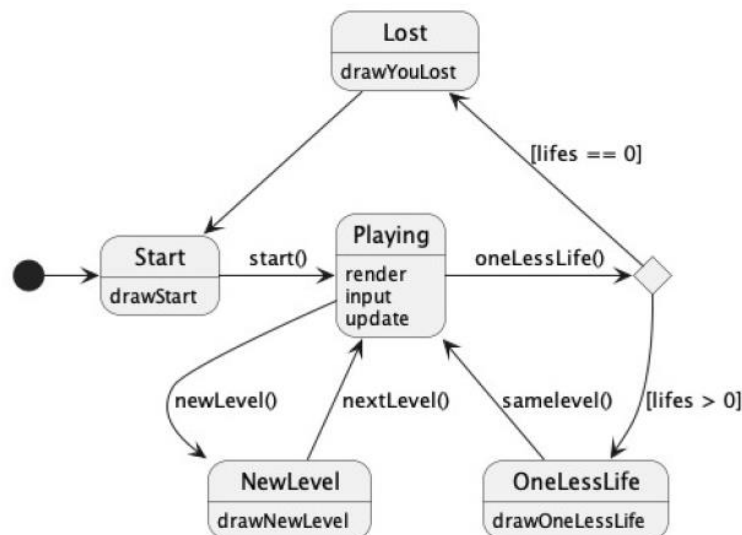 Lost
drawYouLost
[lifes == 0]
Start
drawStart
start()
Playing
render
input
update
oneLessLife()
newLevel()
nextLevel()
samelevel()
[lifes > 0]
NewLevel
drawNewLevel
OneLessLife
drawOneLessLife